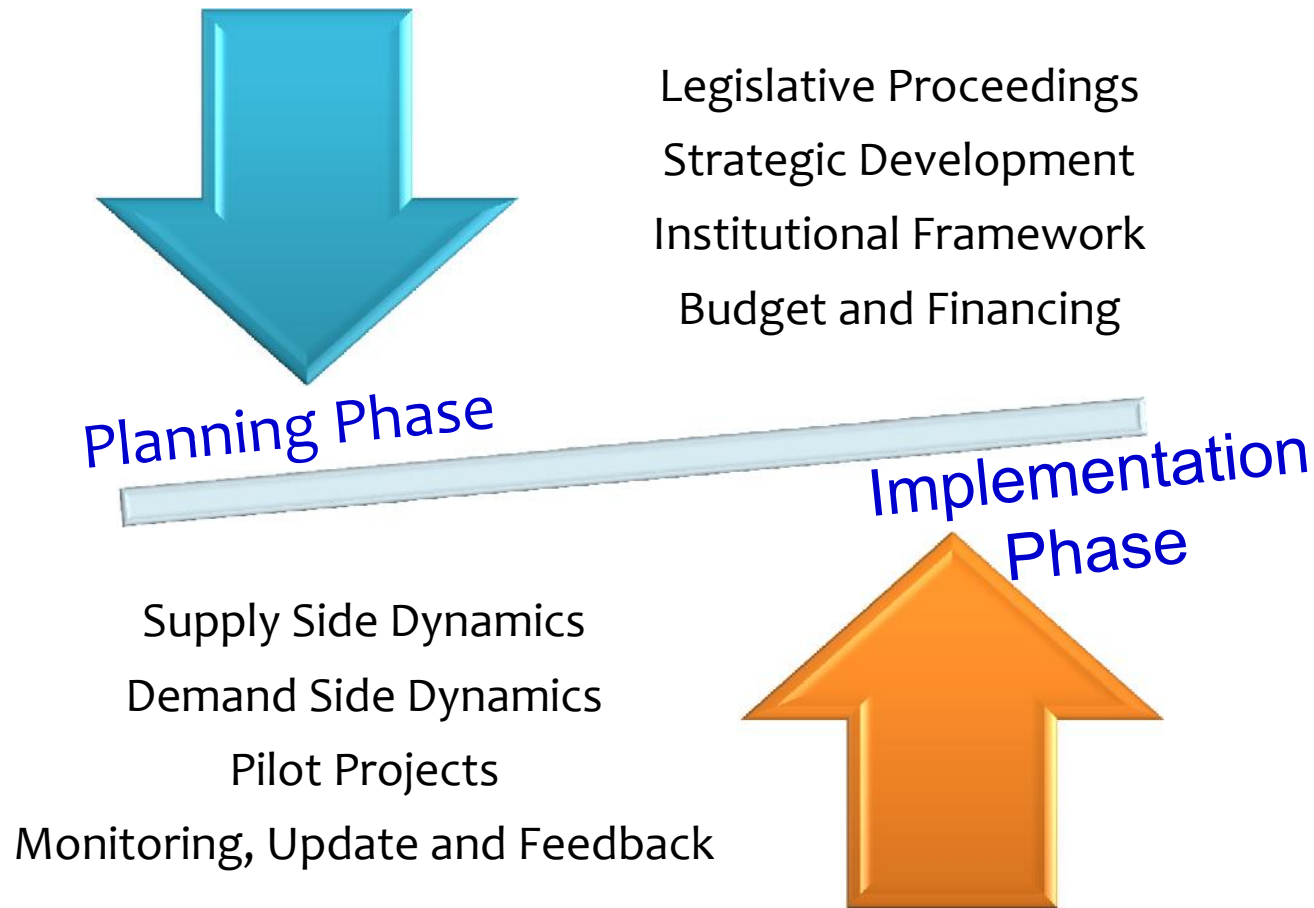 Legislative Proceedings
Strategic Development
Institutional Framework
Budget and Financing
Planning Phase
Implementation
Phase
Supply Side Dynamics
Demand Side Dynamics
Pilot Projects
Monitoring, Update and Feedback